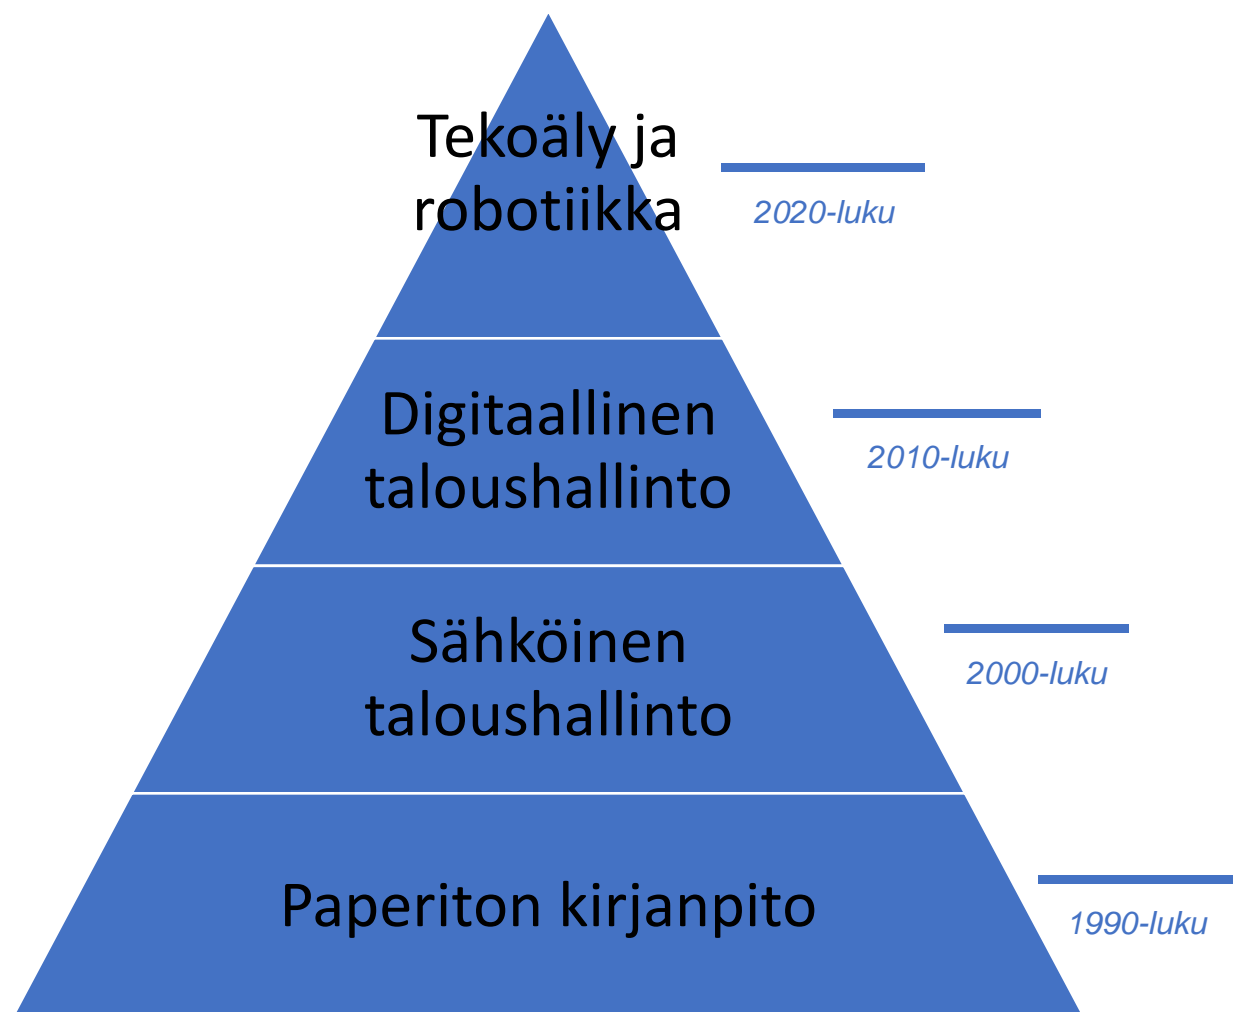 Tekoäly ja
robotiikka
2020-luku
Digitaallinen
taloushallinto
2010-luku
Sähköinen
taloushallinto
2000-luku
Paperiton kirjanpito
1990-luku